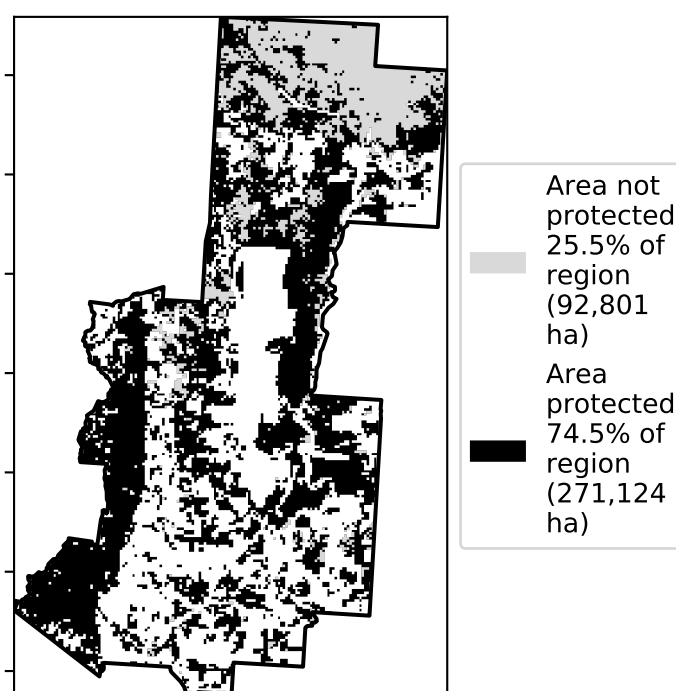 Area not
protected
25.5% of
region
(92,801
ha)
Area
protected
74.5% of
region
(271,124
ha)